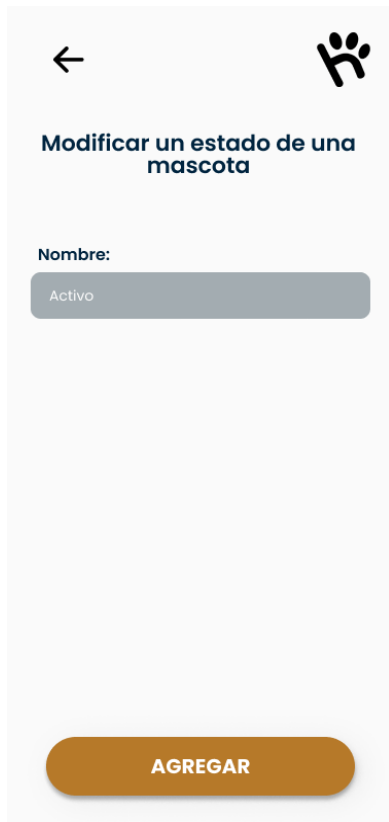 Modificar un estado de una
mascota
Nombre:
Activo
AGREGAR